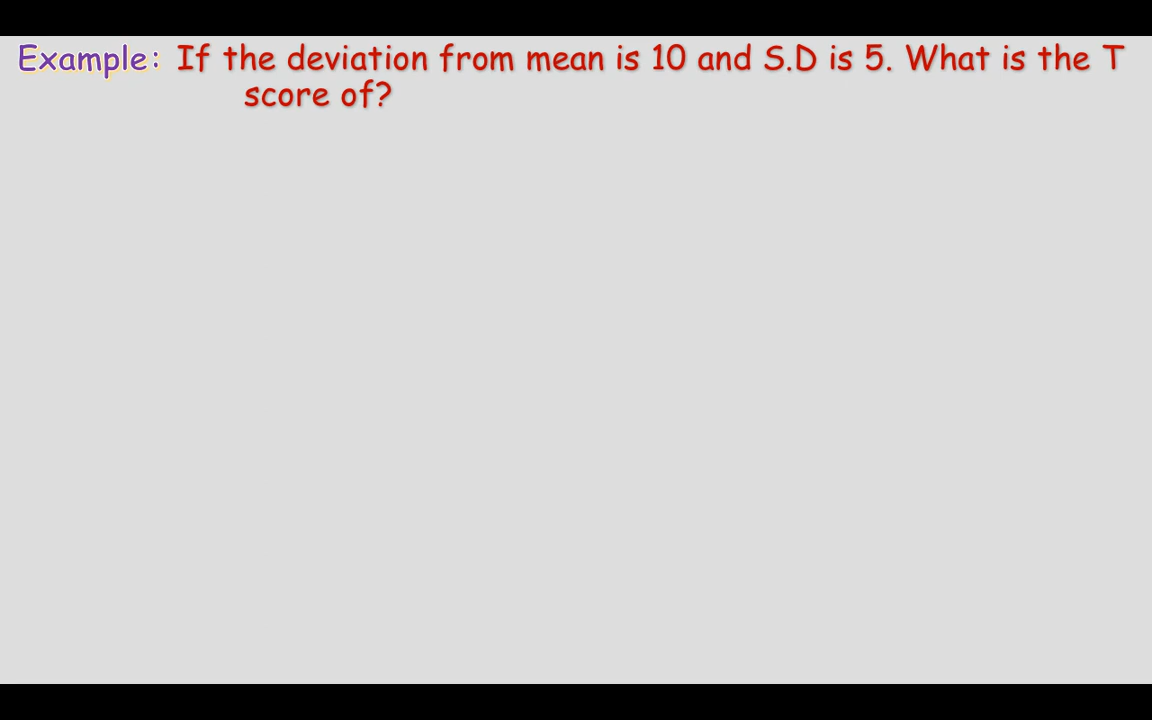 Example: If the deviation from mean is 10 and S.D is 5. What is the T
score of?